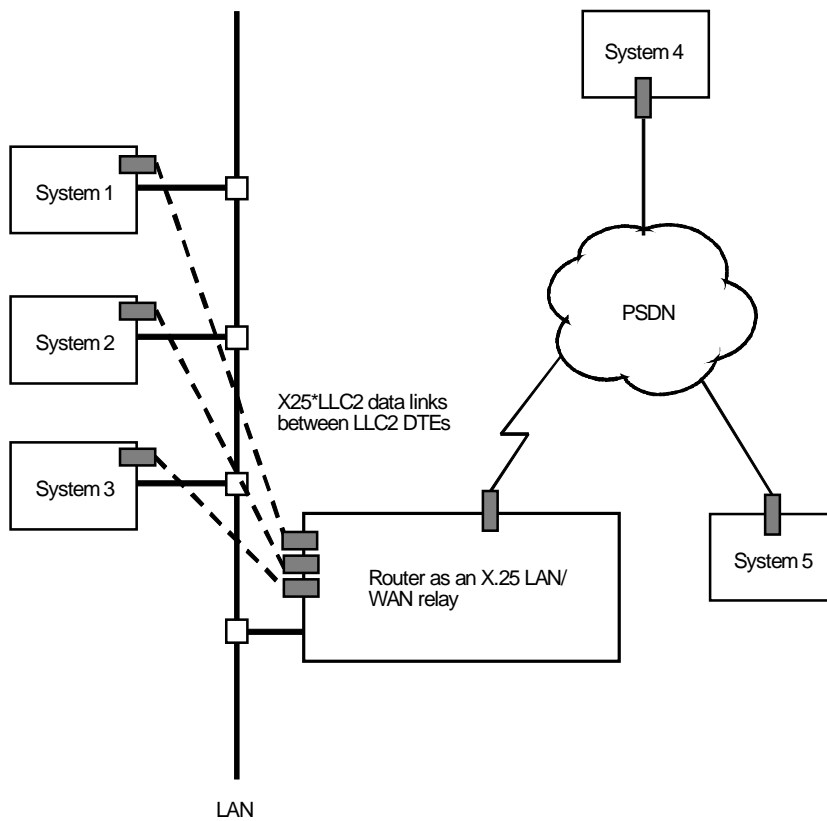 System 4
System 1
System 2
PSDN
X25*LLC2 data links
between LLC2 DTEs
System 3
Router as an X.25 LAN/
WAN relay
System 5
LAN